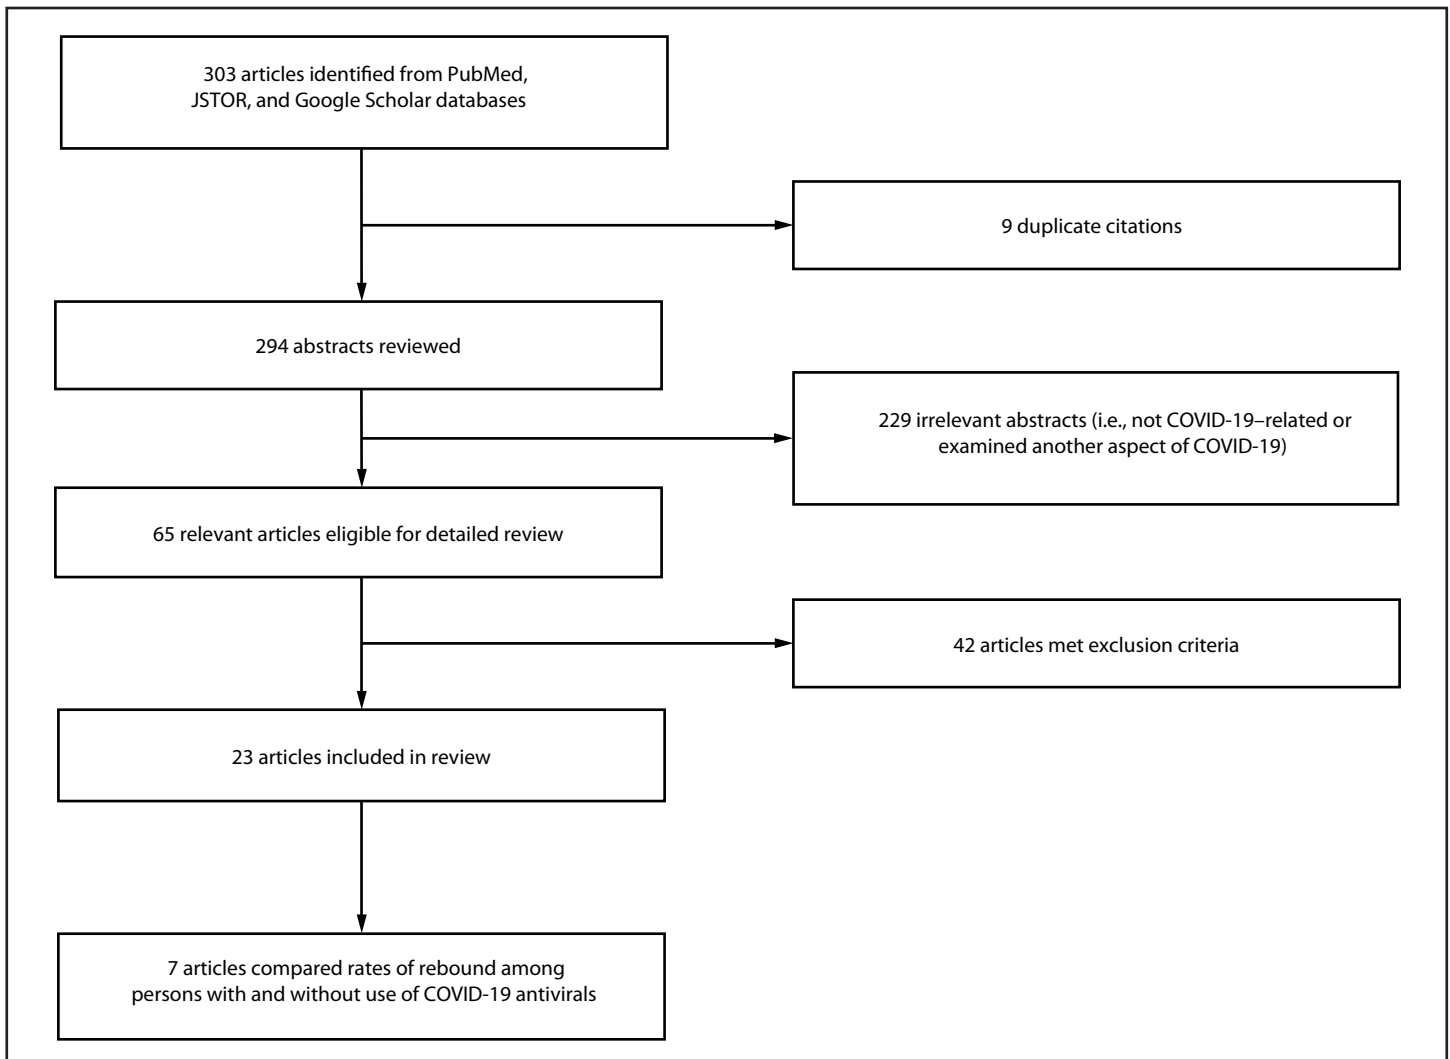 303 articles identified from PubMed,
JSTOR, and Google Scholar databases
9 duplicate citations
294 abstracts reviewed
229 irrelevant abstracts (i.e., not COVID-19–related or
examined another aspect of COVID-19)
65 relevant articles eligible for detailed review
42 articles met exclusion criteria
23 articles included in review
7 articles compared rates of rebound among
persons with and without use of COVID-19 antivirals